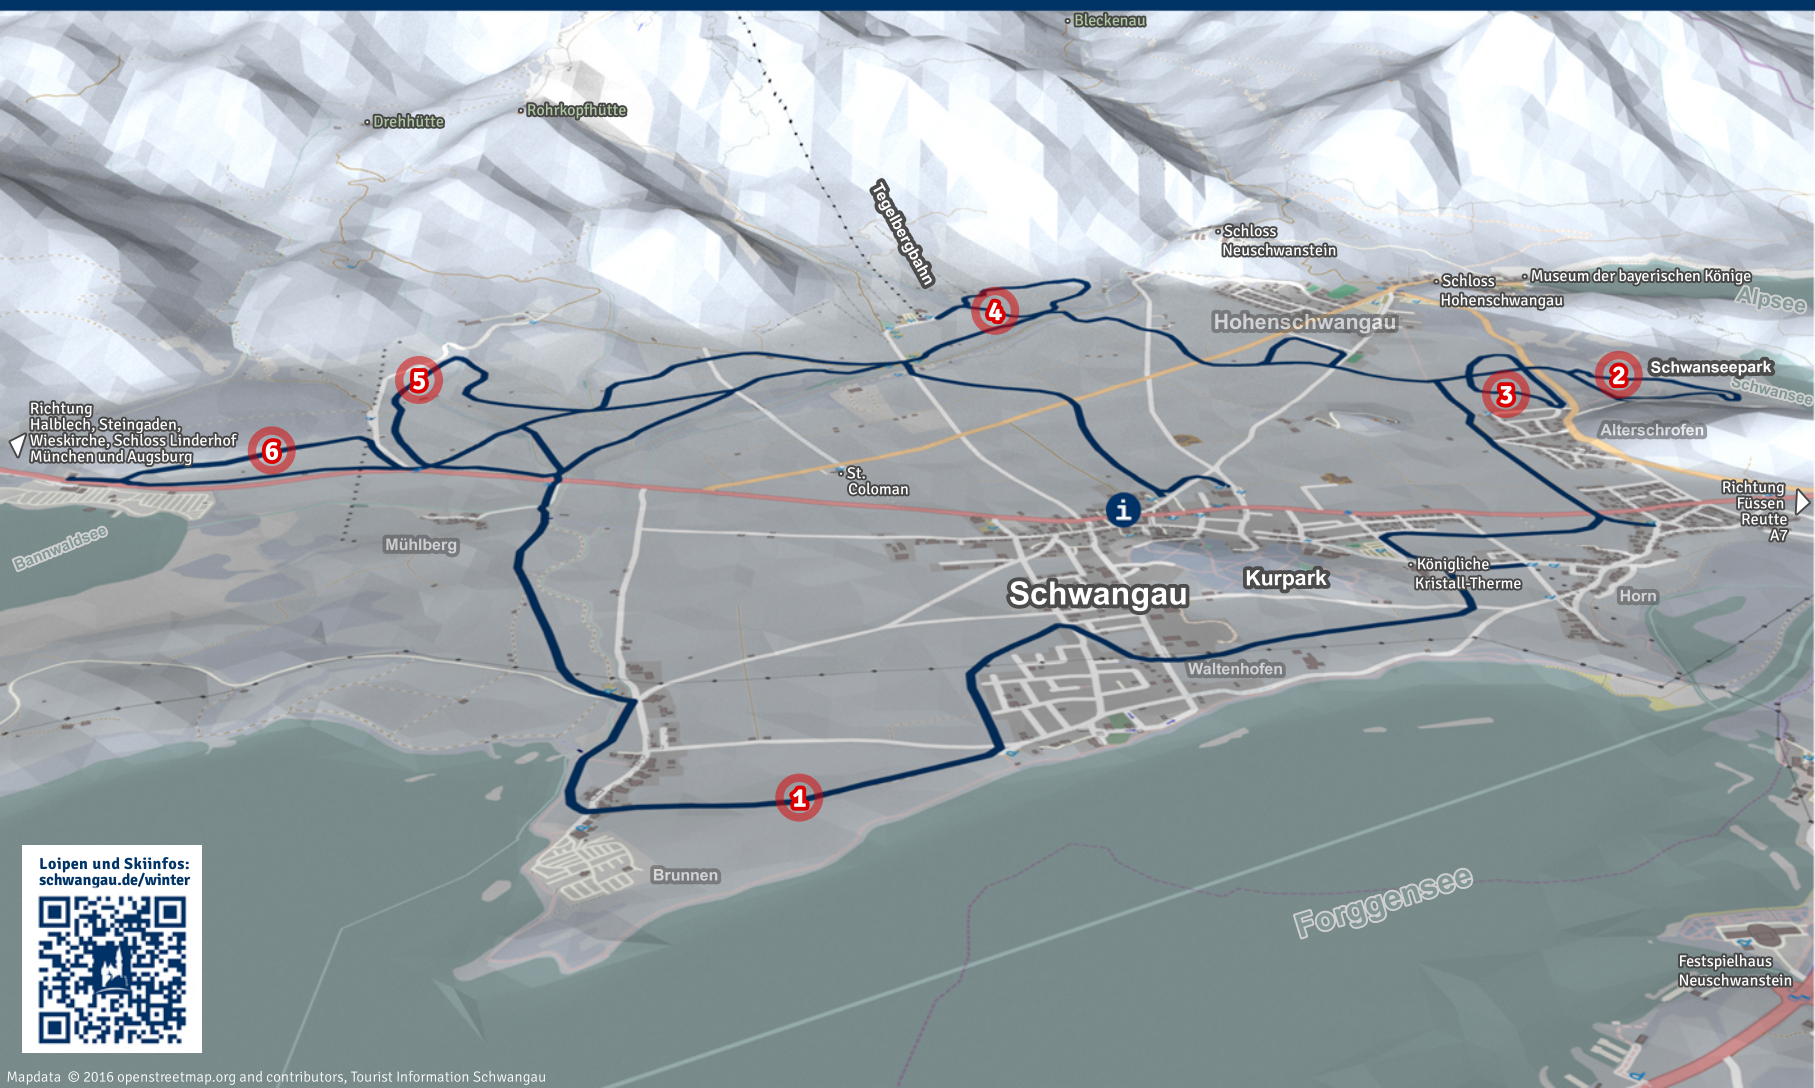 Bleckenau
Rohrkopfhütte
Drehhütte
Tegelbergbahn
Schloss
Neuschwanstein
Museum der bayerischen Könige
Schloss
Hohenschwangau
Alpsee
Hohenschwangau
4
Schwanseepark
2
Schwansee
3
5
Alterschrofen
Richtung
Halblech, Steingaden,
Wieskirche, Schloss Linderhof
München und Augsburg
6
St.
Coloman
Richtung
Füssen
Reutte
A7
i
Bannwaldsee
Mühlberg
Königliche
Kristall-Therme
Kurpark
Schwangau
Horn
Waltenhofen
1
Brunnen
Forggensee
Festspielhaus
Neuschwanstein
Loipen und Skiinfos:
schwangau.de/winter
Mapdata © 2016 openstreetmap.org and contributors, Tourist Information Schwangau